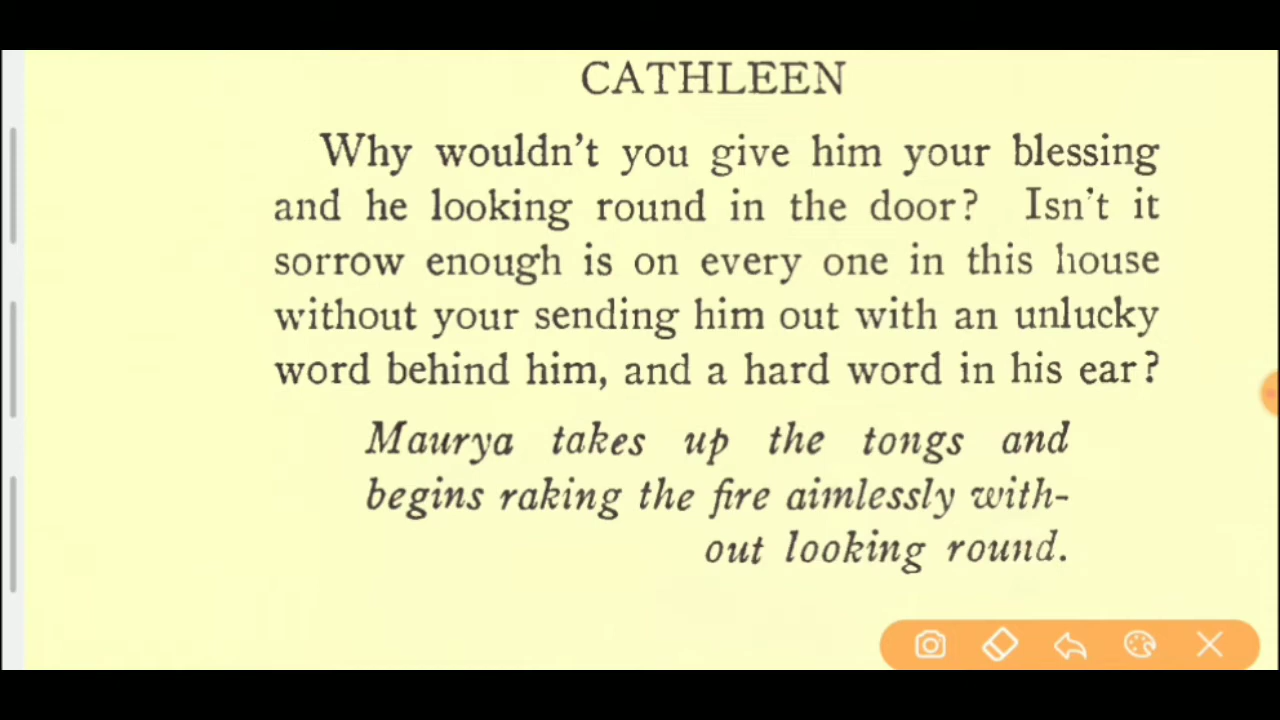 CATHLEEN
Why wouldn't you give him your blessing
and he looking round in the door? Isn't it
sorrow enough is on every one in this house
without your sending him out with an unlucky
word behind him, and a hard word in his ear?
Maurya takes up the tongs and
begins raking the fire aimlessly with-
out looking round.